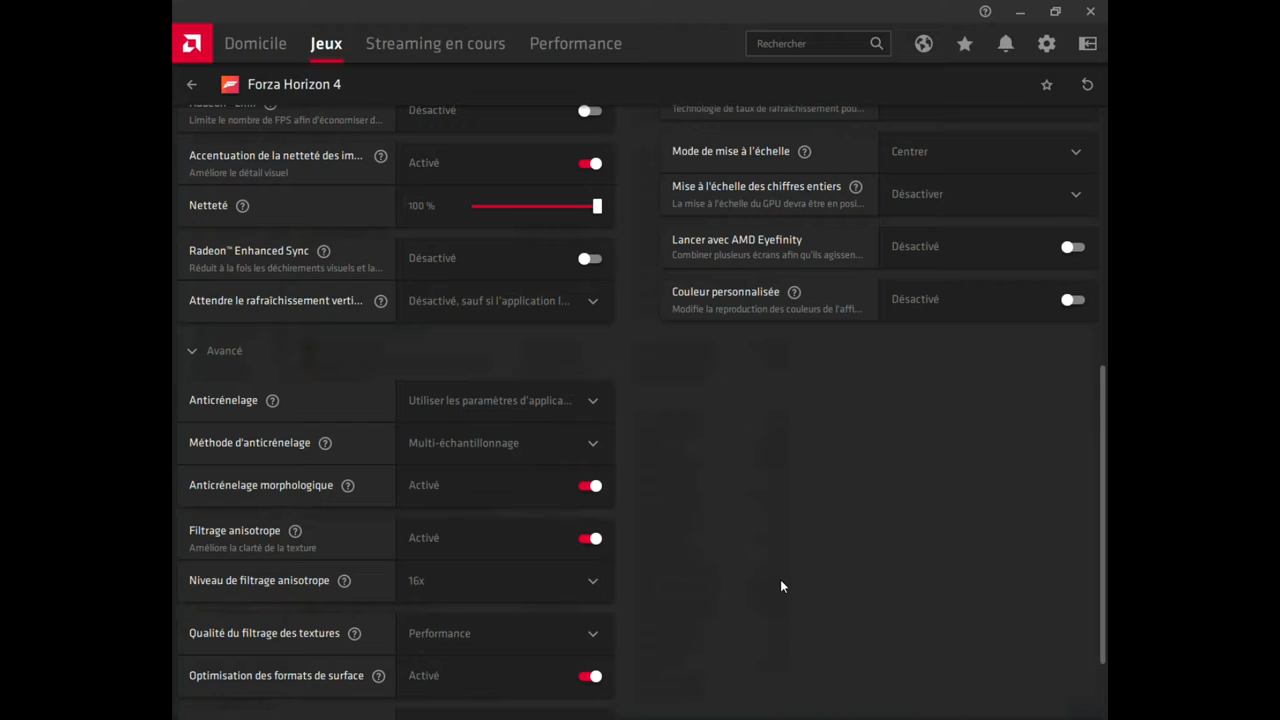 Domicile
Jeux
Streaming en cours
Performance
Rechercher
Forza Horizon 4
Désactivé
Limite le nombre de FPS afin d'économiser d...
Accentuation de la netteté des im...
Améliore le détail visuel
Activé
Netteté
100 %
Radeon™ Enhanced Sync
Réduit à la fois les déchirements visuels et la...
Désactivé
Attendre le rafraîchissement verti...
Désactivé, sauf si l'application l...
Avancé
Anticrénelage
Utiliser les paramètres d'applica...
Méthode d'anticrénelage
Multi-échantillonnage
Anticrénelage morphologique
Activé
Filtrage anisotrope
Améliore la clarté de la texture
Activé
Niveau de filtrage anisotrope
16x
Qualité du filtrage des textures
Performance
Optimisation des formats de surface
Activé
Technologie de taux de rafraîchissement pou...
Mode de mise à l'échelle
Centrer
Mise à l'échelle des chiffres entiers
La mise à l'échelle du GPU devra être en posi...
Désactiver
Lancer avec AMD Eyefinity
Combiner plusieurs écrans afin qu'ils agissen...
Désactivé
Couleur personnalisée
Modifie la reproduction des couleurs de l'affi...
Désactivé